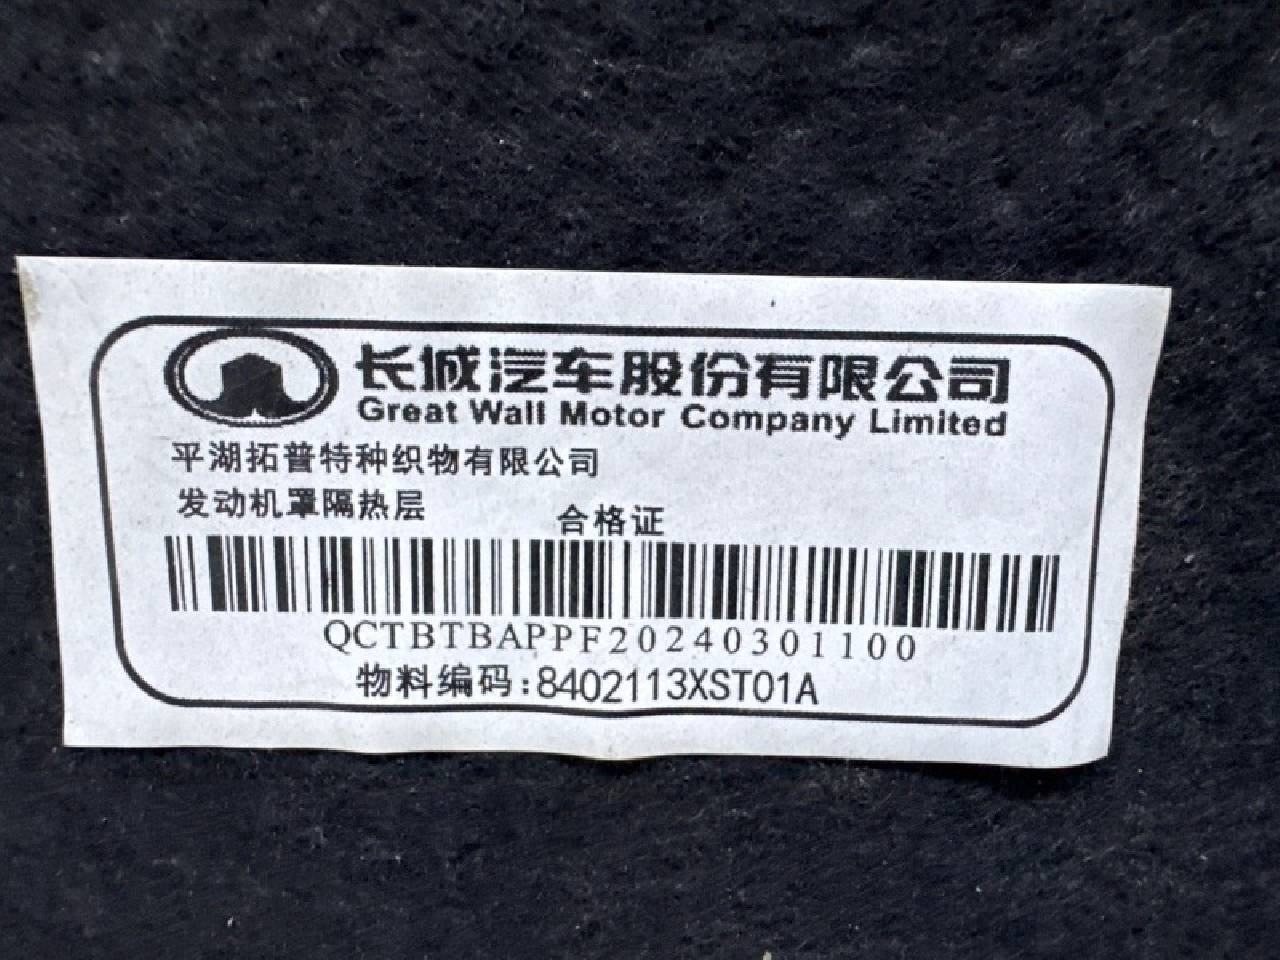 长城汽车股份有限公司
Great Wall Motor Company Limited
平湖拓普特种织物有限公司
发动机罩隔热层 合格证
QCTBTBAPPF20240301100
物料编码:8402113XST01A